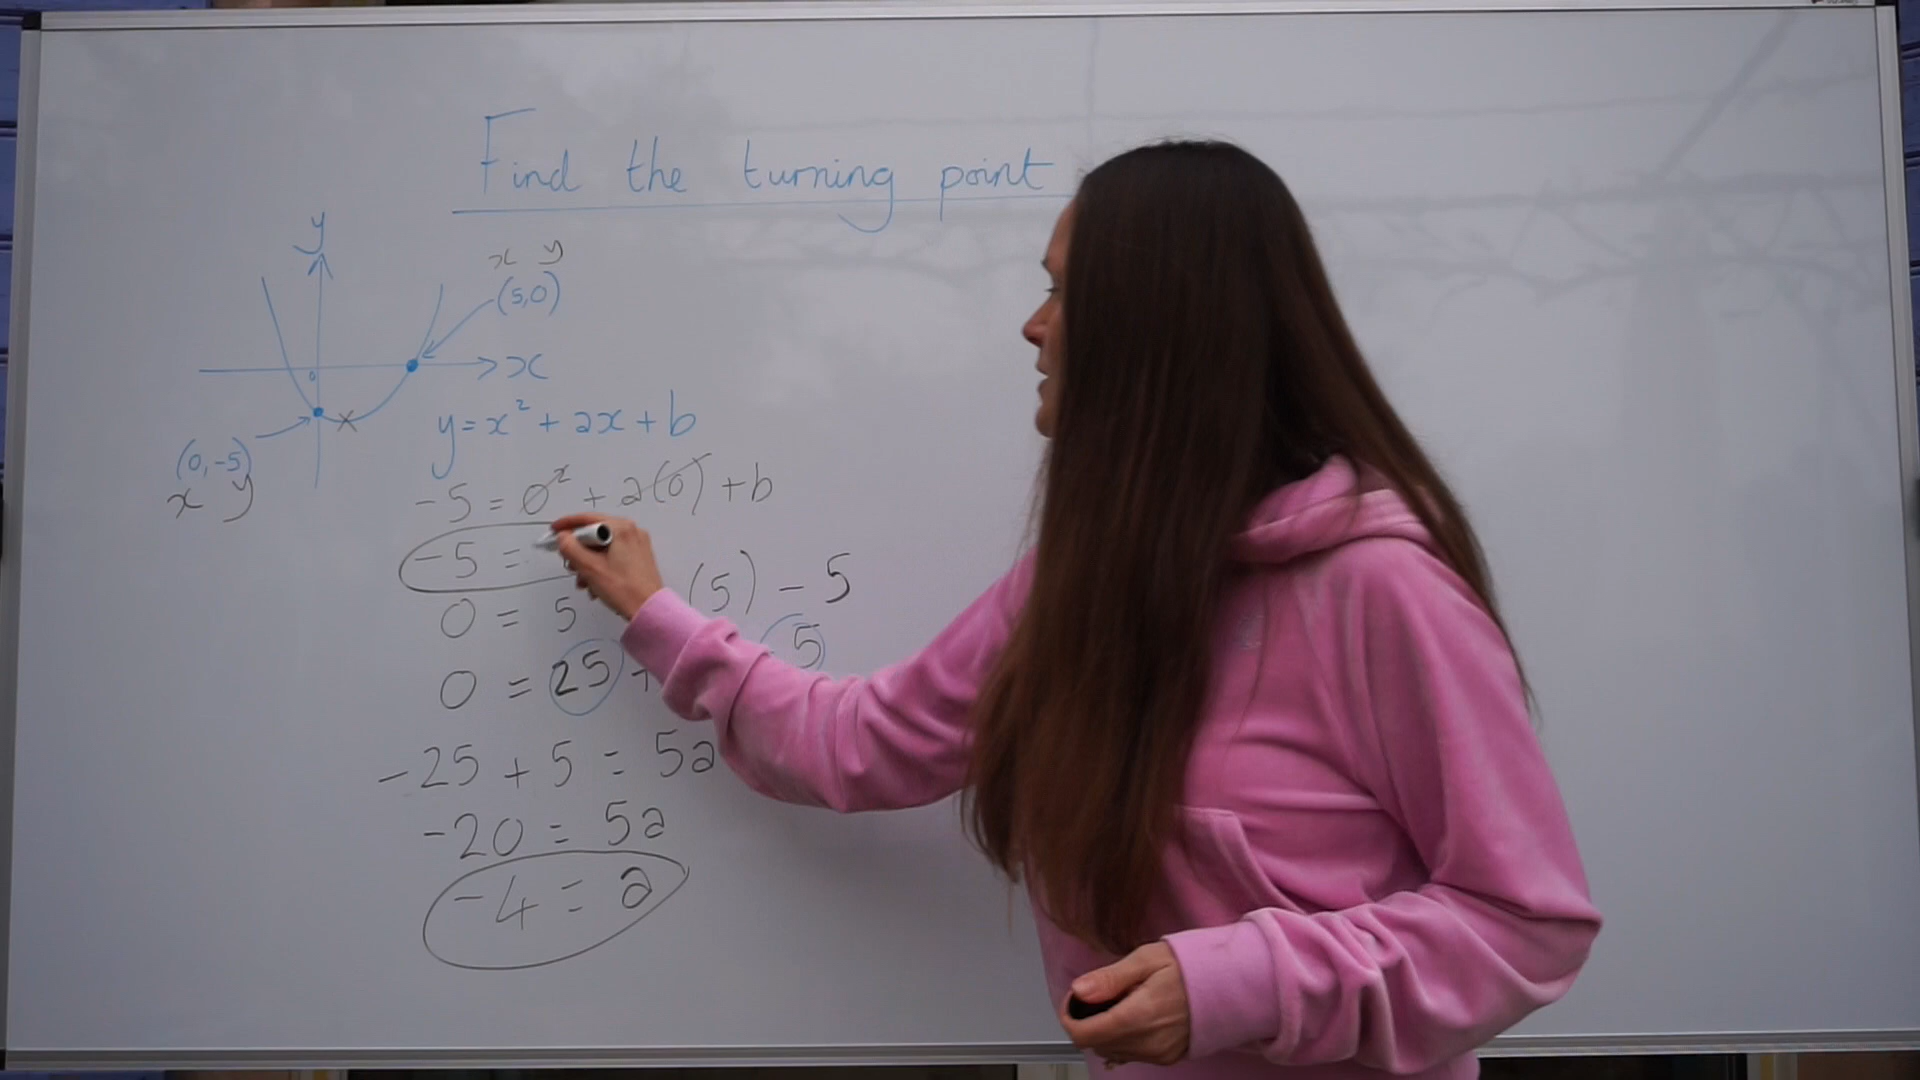 Find the turning point
y
x y
(5,0)
x
0
y=x²+ax+b
(0,-5)
x y
-5=0²+a(0)+b
-5=
0=5 (5)-5
0=25+ 5
-25+5=5a
-20=5a
-4=a